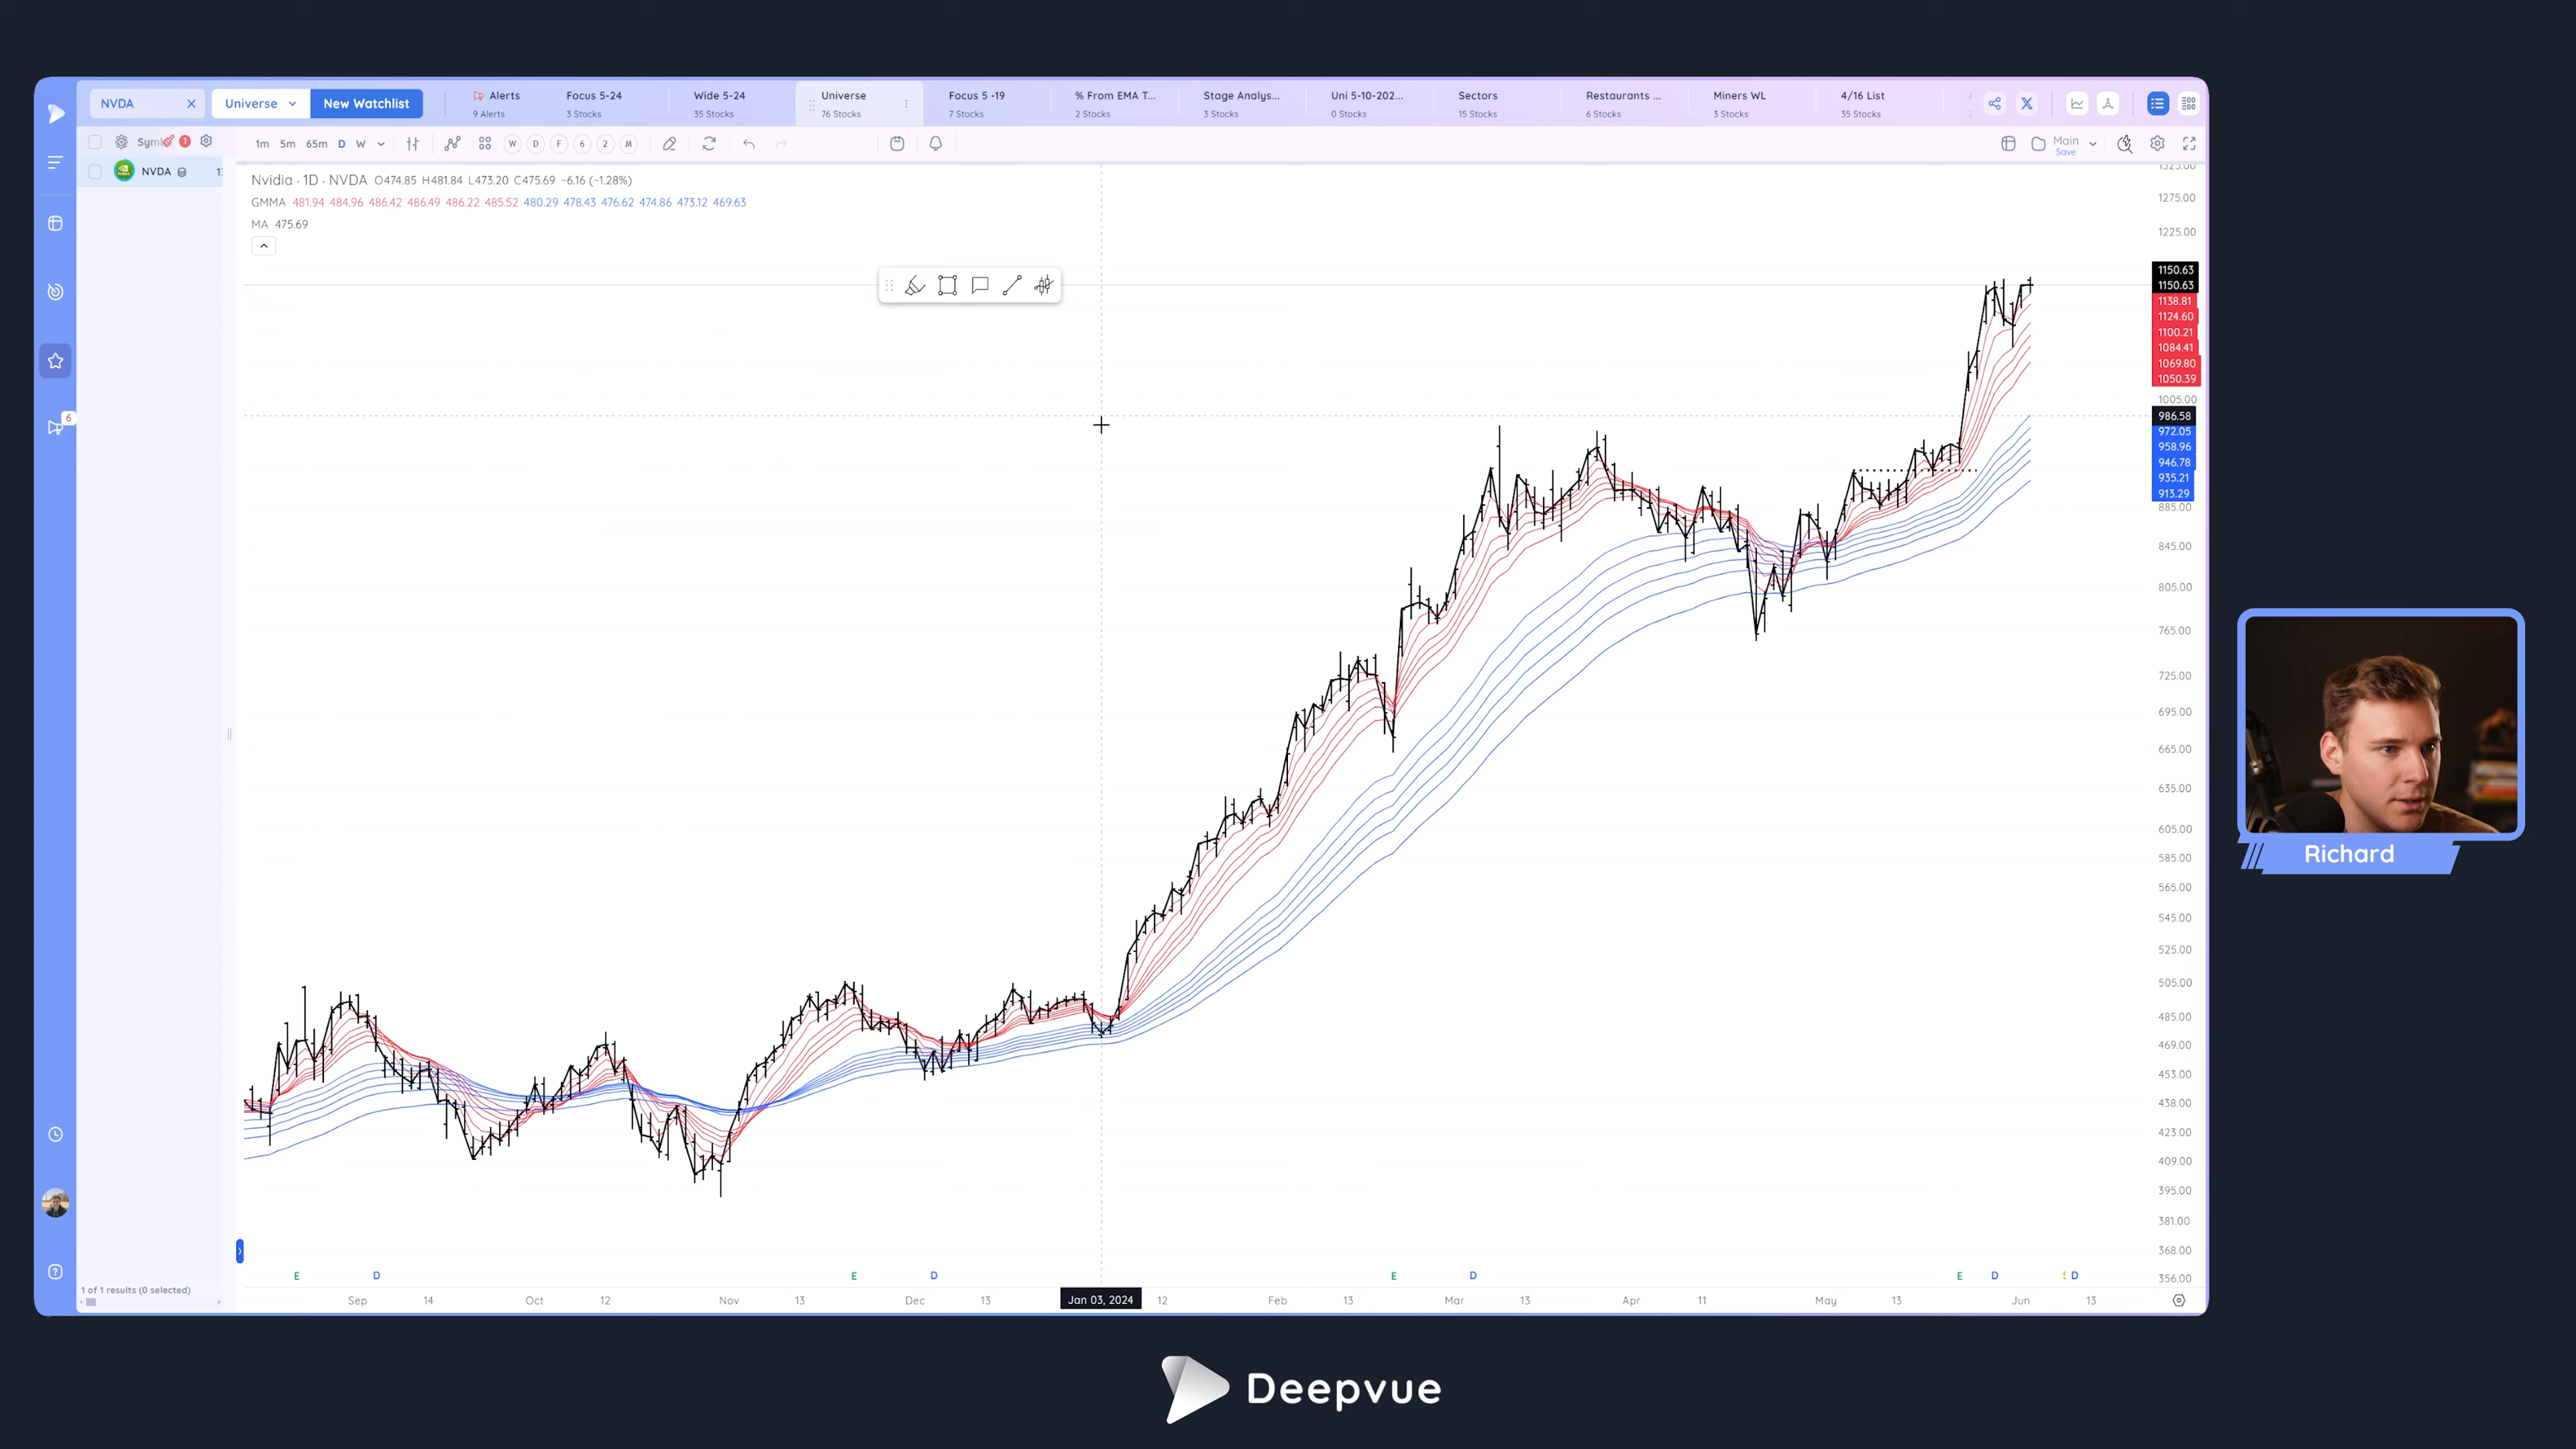 NVDA
Universe
New Watchlist
Alerts
9 Alerts
Focus 5-24
3 Stocks
Wide 5-24
35 Stocks
Universe
76 Stocks
Focus 5 -19
7 Stocks
% From EMA T...
2 Stocks
Stage Analys...
3 Stocks
Uni 5-10-202...
0 Stocks
Sectors
15 Stocks
Restaurants ...
6 Stocks
Miners WL
3 Stocks
4/16 List
35 Stocks
1
1m 5m 65m D W
W D F 6 2 M
Main
Save
NVDA
Nvidia · 1D · NVDA O474.85 H481.84 L473.20 C475.69 −6.16 (−1.28%)
GMMA 481.94 484.96 486.42 486.49 486.22 485.52 480.29 478.43 476.62 474.86 473.12 469.63
MA 475.69
6
1325.00
1275.00
1225.00
1150.63
1150.63
1138.81
1124.60
1100.21
1084.41
1069.80
1050.39
1005.00
986.58
972.05
958.96
946.78
935.21
913.29
885.00
845.00
805.00
765.00
725.00
695.00
665.00
635.00
605.00
585.00
565.00
545.00
525.00
505.00
485.00
469.00
453.00
438.00
423.00
409.00
395.00
381.00
368.00
356.00
E D E D E D E D D
1 of 1 results (0 selected)
Sep 14 Oct 12 Nov 13 Dec 13 Jan 03, 2024 12 Feb 13 Mar 13 Apr 11 May 13 Jun 13
Richard
Deepvue